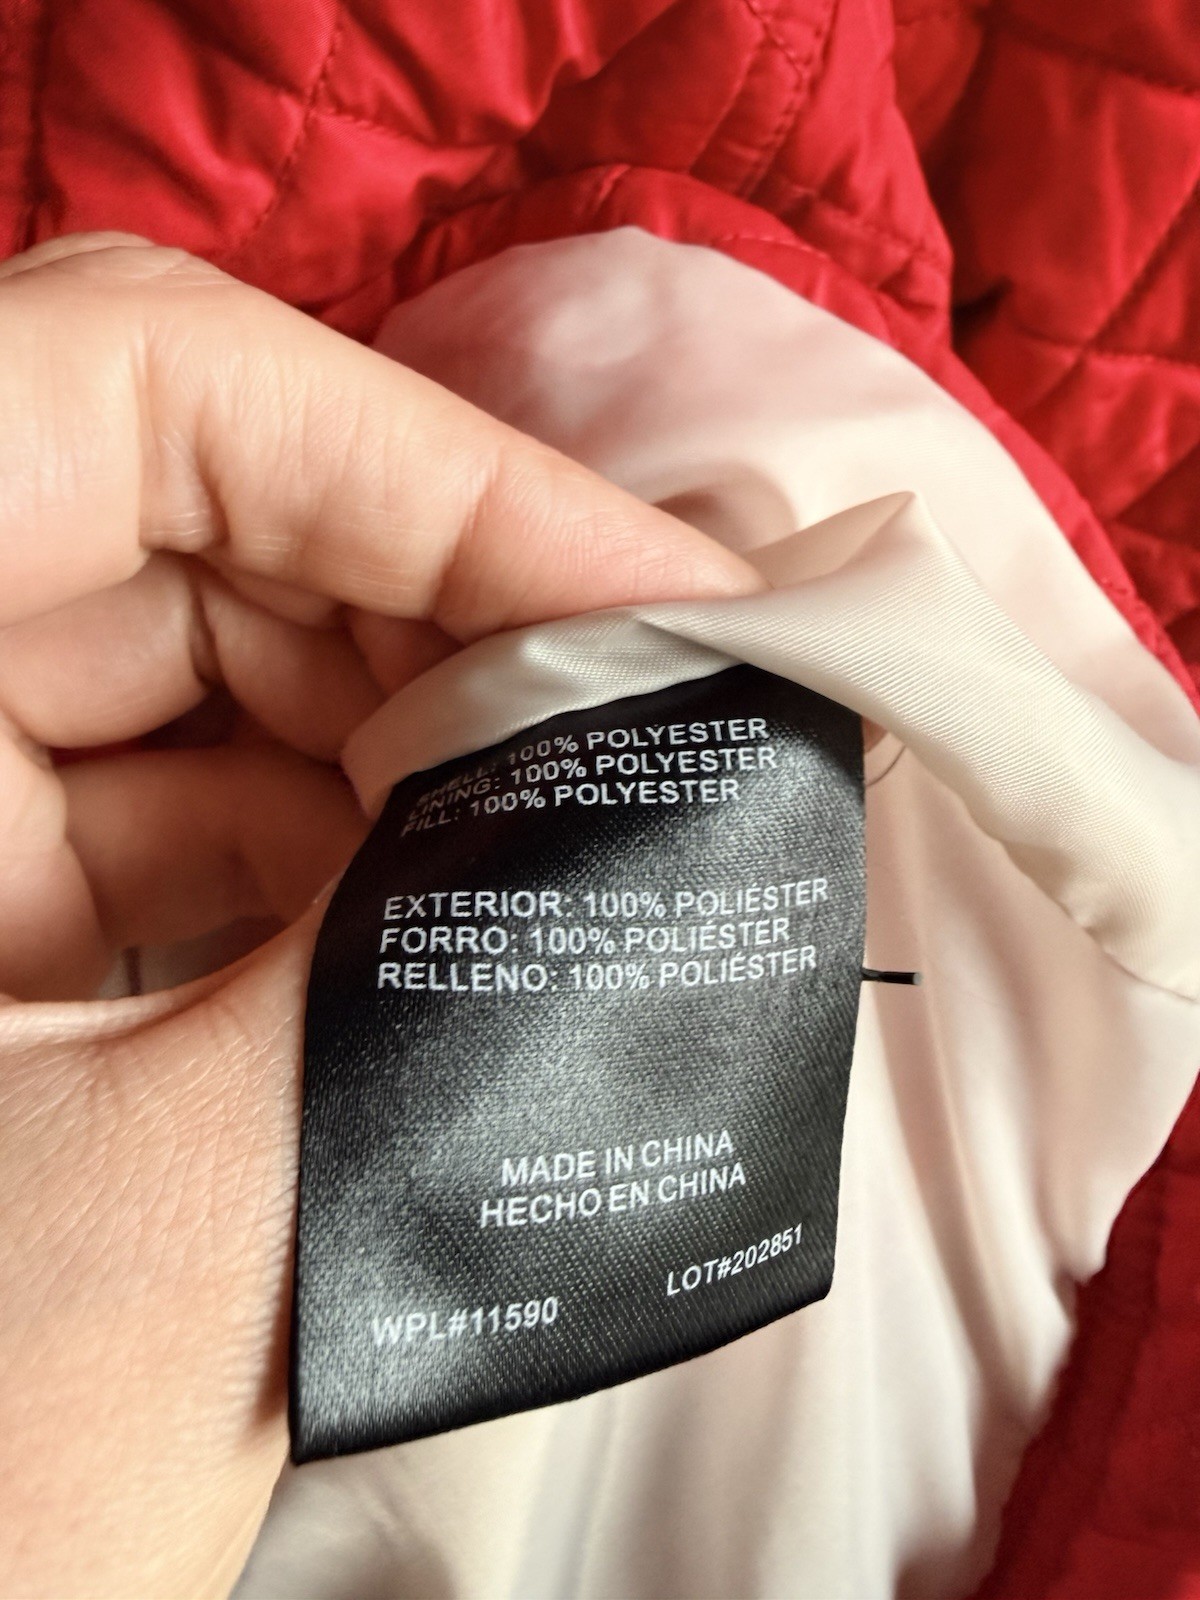 SHELL: 100% POLYESTER
LINING: 100% POLYESTER
FILL: 100% POLYESTER
EXTERIOR: 100% POLIÉSTER
FORRO: 100% POLIÉSTER
RELLENO: 100% POLIÉSTER
MADE IN CHINA
HECHO EN CHINA
LOT#202851
WPL#11590